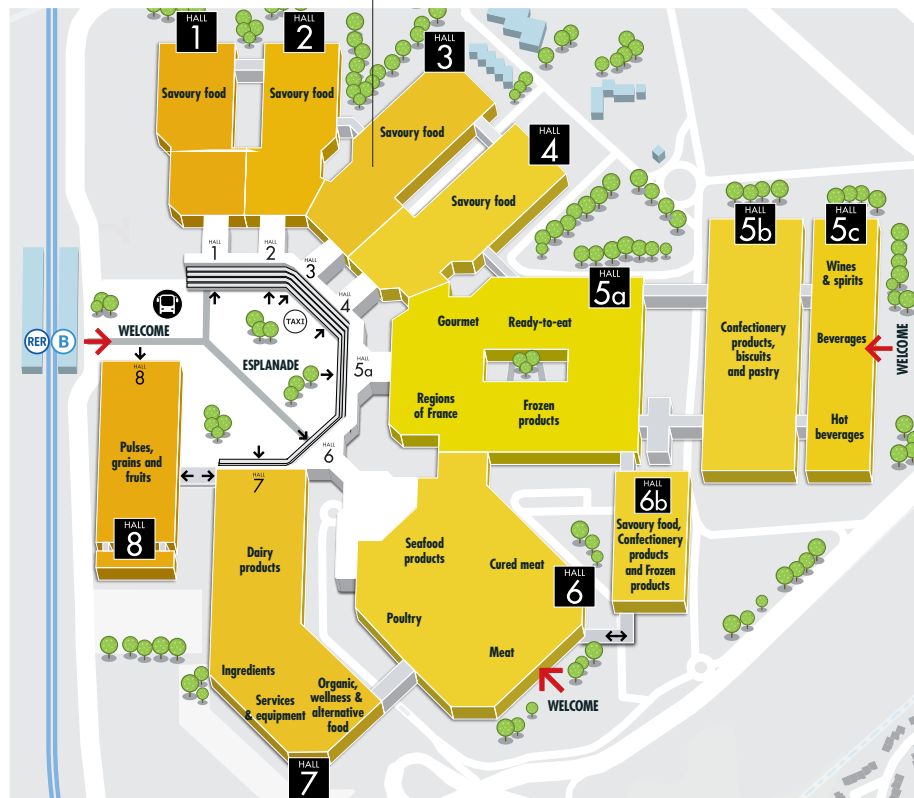 HALL
1
HALL
2
HALL
3
HALL
4
Savoury food
Savoury food
Savoury food
Savoury food
HALL
5b
HALL
5c
HALL
5a
HALL
1
HALL
2
HALL
3
HALL
4
HALL
5a
HALL
6
HALL
7
HALL
8
TAXI
WELCOME
RER
B
ESPLANADE
Gourmet
Ready-to-eat
Regions
of France
Frozen
products
Confectionery
products,
biscuits
and pastry
Wines
& spirits
Beverages
Hot
beverages
WELCOME
Pulses,
grains and
fruits
HALL
8
HALL
6b
Savoury food,
Confectionery
products
and Frozen
products
Seafood
products
Cured meat
HALL
6
Poultry
Meat
WELCOME
Dairy
products
Ingredients
Services
& equipment
Organic,
wellness &
alternative
food
HALL
7